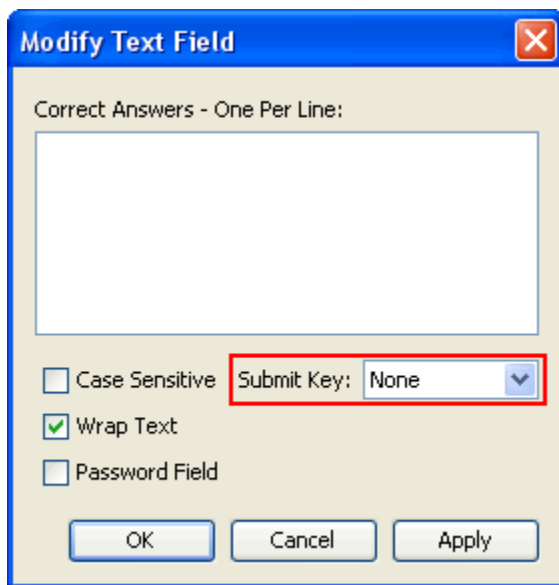 Modify Text Field
Correct Answers - One Per Line:
Case Sensitive Submit Key: None
Wrap Text
Password Field
OK Cancel Apply